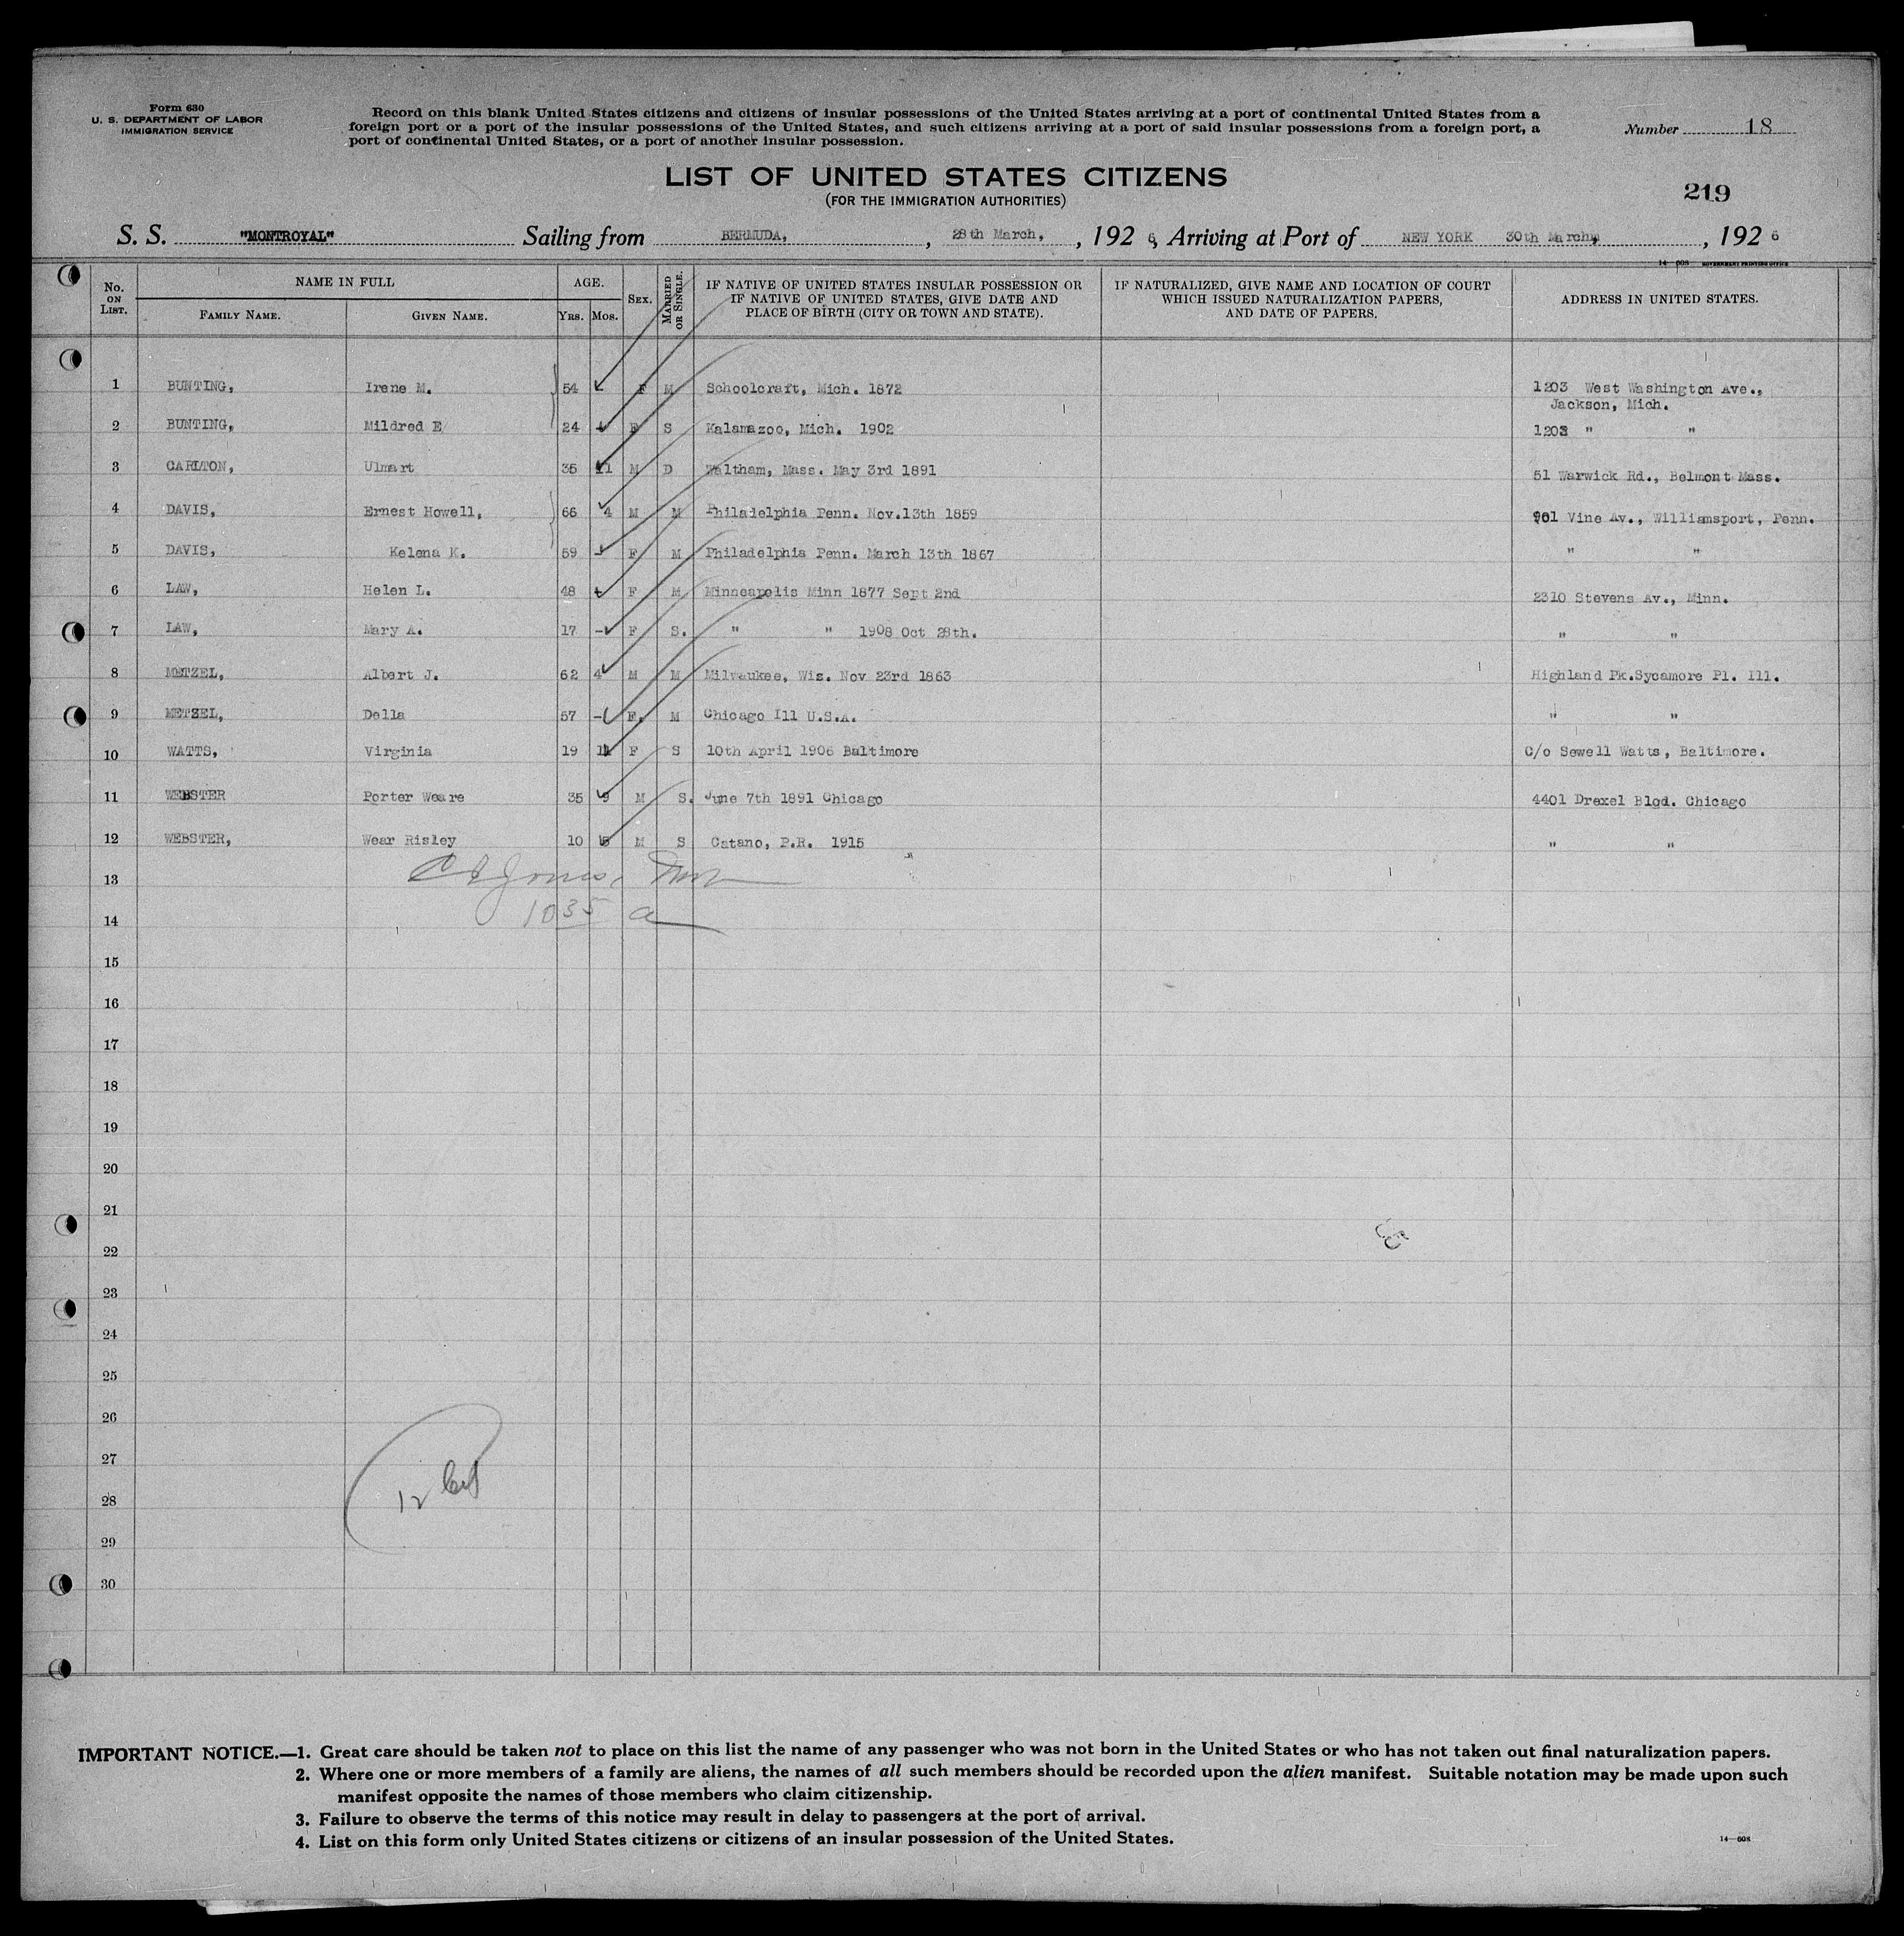 Form 630
U. S. DEPARTMENT OF LABOR
IMMIGRATION SERVICE
Record on this blank United States citizens and citizens of insular possessions of the United States arriving at a port of continental United States from a
foreign port or a port of the insular possessions of the United States, and such citizens arriving at a port of said insular possessions from a foreign port, a
port of continental United States, or a port of another insular possession.
Number 18
LIST OF UNITED STATES CITIZENS
(FOR THE IMMIGRATION AUTHORITIES)
219
S. S. "MONTROYAL" Sailing from BERMUDA, , 28th March, , 192 6, Arriving at Port of NEW YORK 30th March, , 192 6
14—608 GOVERNMENT PRINTING OFFICE
No. ON LIST. NAME IN FULL FAMILY NAME. GIVEN NAME. AGE. YRS. MOS. SEX. MARRIED OR SINGLE. IF NATIVE OF UNITED STATES INSULAR POSSESSION OR IF NATIVE OF UNITED STATES, GIVE DATE AND PLACE OF BIRTH (CITY OR TOWN AND STATE). IF NATURALIZED, GIVE NAME AND LOCATION OF COURT WHICH ISSUED NATURALIZATION PAPERS, AND DATE OF PAPERS. ADDRESS IN UNITED STATES.
1 BUNTING, Irene M. 54 - F M Schoolcraft, Mich. 1872 1203 West Washington Ave.,
Jackson, Mich.
2 BUNTING, Mildred E 24 F S Kalamazoo, Mich. 1902 1203 " "
3 CARLTON, Ulmart 35 11 M D Waltham, Mass. May 3rd 1891 51 Warwick Rd., Belmont Mass.
4 DAVIS, Ernest Howell, 66 4 M M Philadelphia Penn. Nov.13th 1859 901 Vine Av., Williamsport, Penn.
5 DAVIS, Kelena K. 59 - F M Philadelphia Penn. March 13th 1867 " "
6 LAW, Helen L. 48 F M Minneapolis Minn 1877 Sept 2nd 2310 Stevens Av., Minn.
7 LAW, Mary A. 17 - F S. " " 1908 Oct 28th. " "
8 METZEL, Albert J. 62 4 M M Milwaukee, Wis. Nov 23rd 1863 Highland Pk.Sycamore Pl. Ill.
9 METZEL, Della 57 - F. M Chicago Ill U.S.A. " "
10 WATTS, Virginia 19 11 F S 10th April 1906 Baltimore C/o Sewell Watts, Baltimore.
11 WEBSTER Porter Weare 35 9 M S. June 7th 1891 Chicago 4401 Drexel Blqd. Chicago
12 WEBSTER, Wear Risley 10 5 M S Catano, P.R. 1915 " "
13 Jones,
14 1035 a
15
16
17
18
19
20
21
22
23
24
25
26
27
28 12
29
30
IMPORTANT NOTICE.—1. Great care should be taken not to place on this list the name of any passenger who was not born in the United States or who has not taken out final naturalization papers.
2. Where one or more members of a family are aliens, the names of all such members should be recorded upon the alien manifest. Suitable notation may be made upon such
manifest opposite the names of those members who claim citizenship.
3. Failure to observe the terms of this notice may result in delay to passengers at the port of arrival.
4. List on this form only United States citizens or citizens of an insular possession of the United States.
14—608